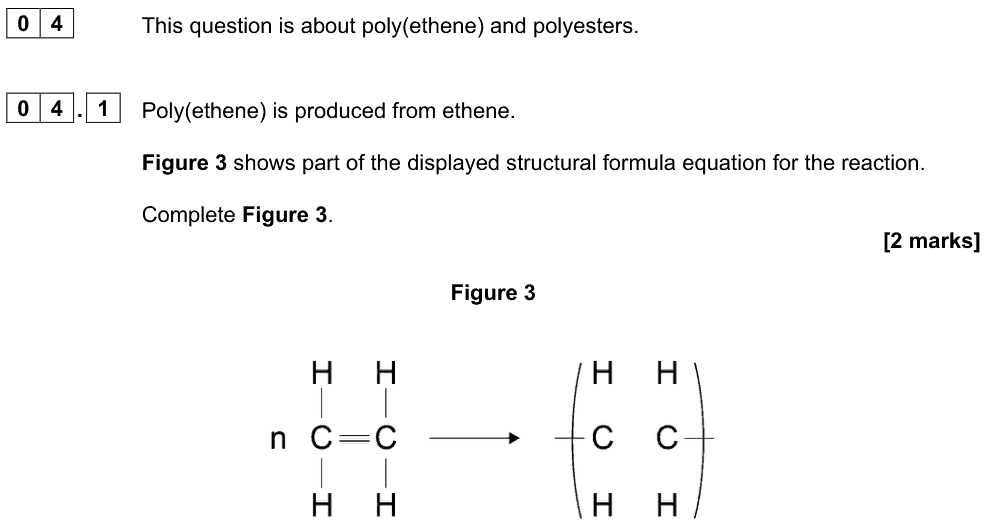 0 4 This question is about poly(ethene) and polyesters.
0 4 . 1 Poly(ethene) is produced from ethene.
Figure 3 shows part of the displayed structural formula equation for the reaction.
Complete Figure 3.
[2 marks]
Figure 3
H H H H
n C C C C
H H H H